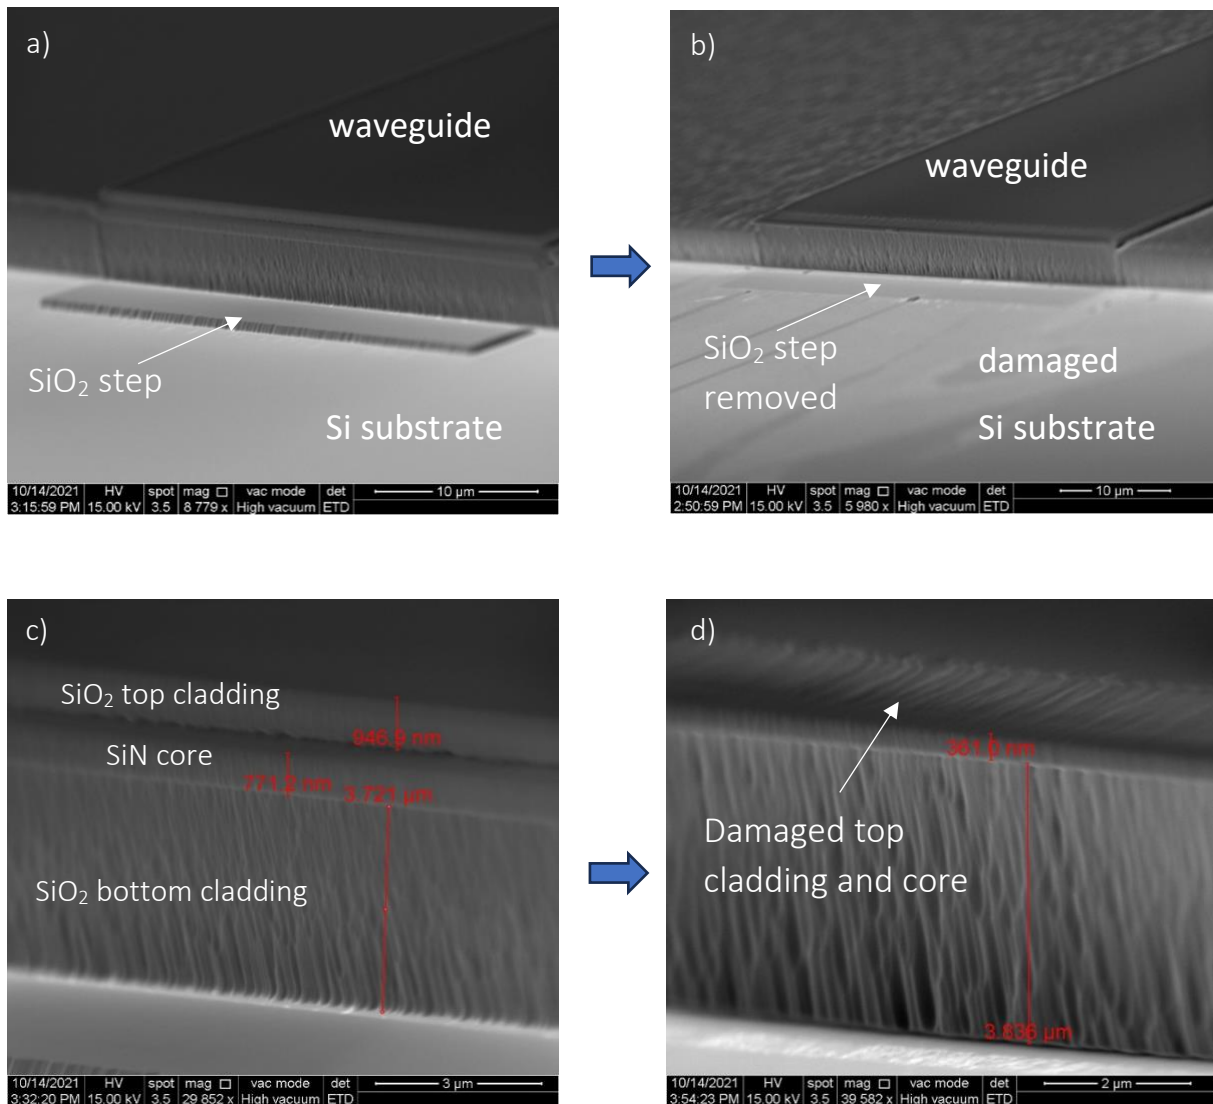 a)
waveguide
SiO₂ step
Si substrate
10/14/2021 HV spot mag □ vac mode det 10 µm
3:15:59 PM 15.00 kV 3.5 8 779 x High vacuum ETD
b)
waveguide
SiO₂ step
removed
damaged
Si substrate
10/14/2021 HV spot mag □ vac mode det 10 µm
2:50:59 PM 15.00 kV 3.5 5 980 x High vacuum ETD
c)
SiO₂ top cladding
946.9 nm
SiN core
771.2 nm
3.721 µm
SiO₂ bottom cladding
10/14/2021 HV spot mag □ vac mode det 3 µm
3:32:20 PM 15.00 kV 3.5 29 852 x High vacuum ETD
d)
361.0 nm
Damaged top
cladding and core
3.836 µm
10/14/2021 HV spot mag □ vac mode det 2 µm
3:54:23 PM 15.00 kV 3.5 39 582 x High vacuum ETD